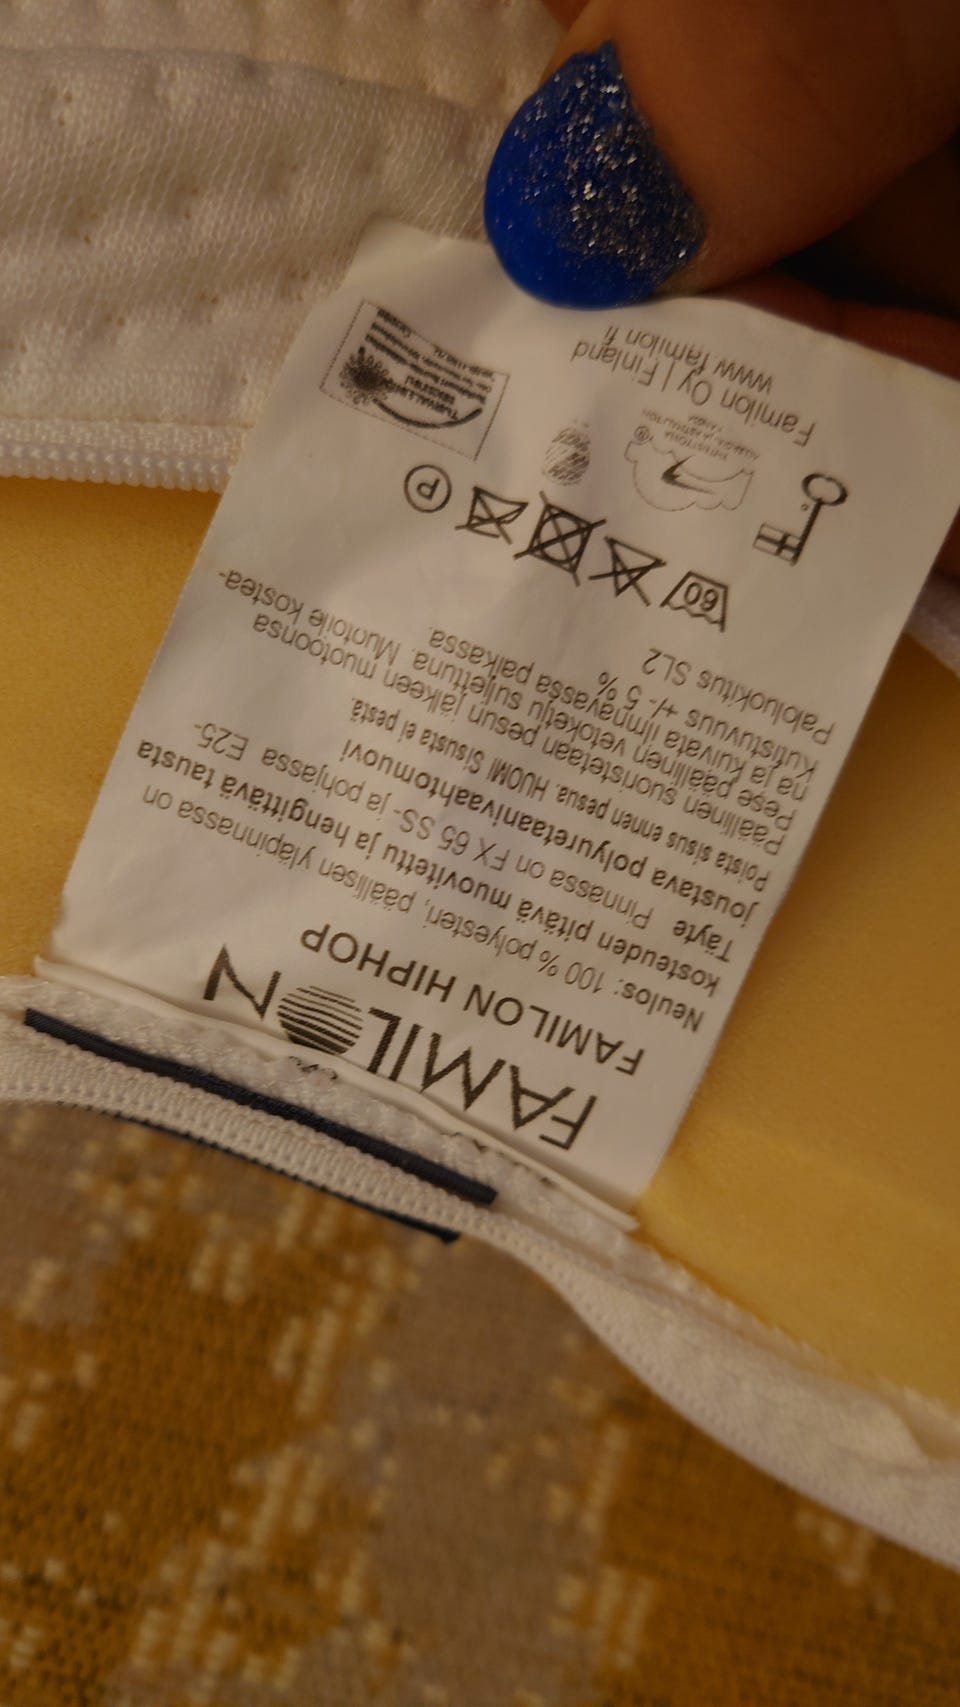 FAMILON
FAMILON HIPHOP
Neulos: 100 % polyesteri, päällisen yläpinnassa on
kosteuden pitävä muovitettu ja hengittävä tausta
Täyte Pinnassa on FX 65 SS- ja pohjassa E25-
joustava polyuretaanivaahtomuovi
Poista sisus ennen pesua. HUOM! Sisusta ei pestä.
Päällinen suoristetaan pesun jälkeen muotoonsa
Pese päällinen vetoketju suljettuna. Muotoile kostea-
na ja kuivata ilmnavassa paikassa.
Kutistuvuus +/- 5 %
Paloluokitus SL2
60 P
Familon Oy | Finland
www.familon.fi